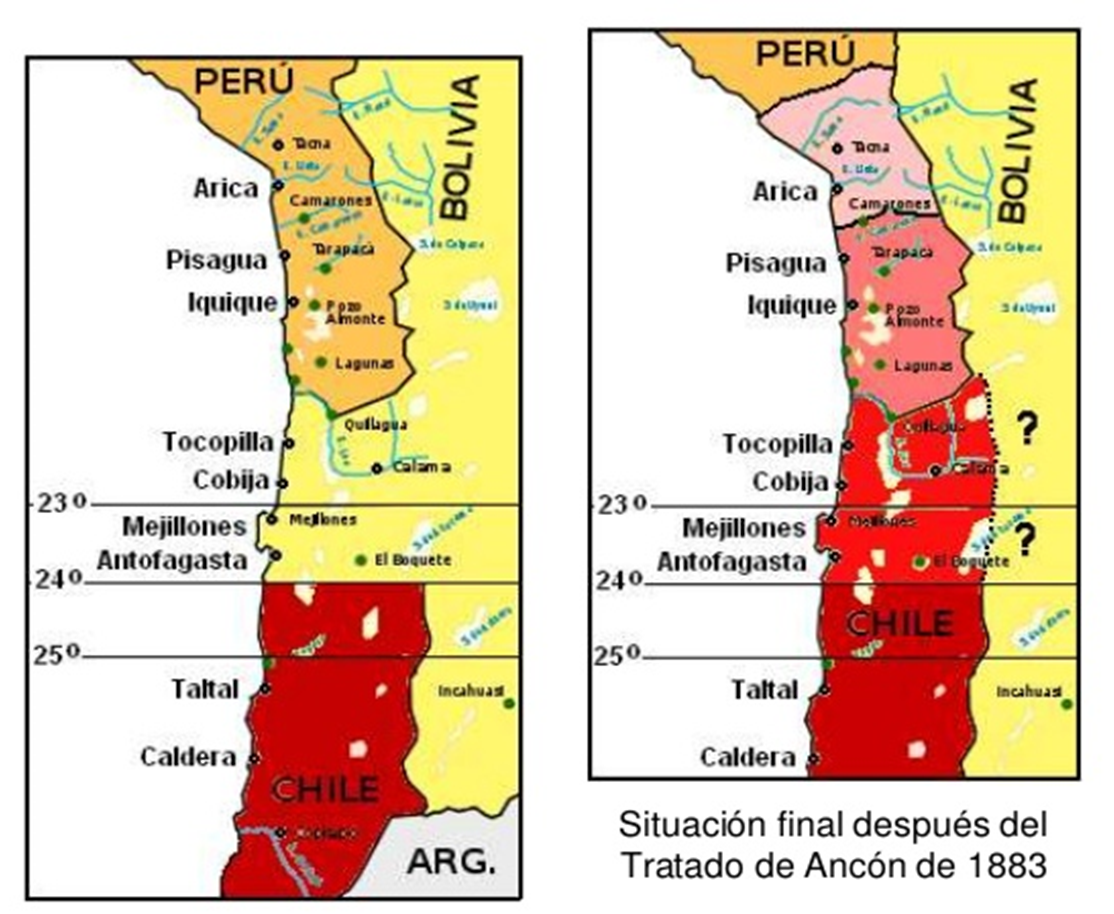 PERÚ
BOLIVIA
Tacna
Arica
Camarones
Pisagua
Tarapacá
Iquique
Pozo
Almonte
Lagunas
Quillagua
Tocopilla
Calama
Cobija
23º
Mejillones
Mejillones
Antofagasta
El Boquete
24º
25º
Taltal
Incahuasi
Caldera
CHILE
ARG.
PERÚ
BOLIVIA
Tacna
Arica
Camarones
Pisagua
Tarapacá
Iquique
Pozo
Almonte
Lagunas
Quillagua
?
Tocopilla
Calama
Cobija
23º
Mejillones
Mejillones
?
Antofagasta
El Boquete
24º
CHILE
25º
Taltal
Incahuasi
Caldera
Situación final después del
Tratado de Ancón de 1883